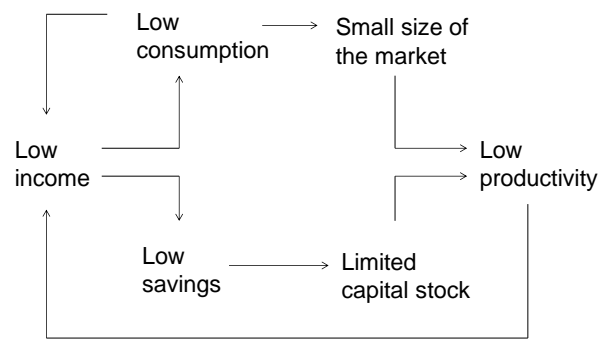 Low
consumption
Small size of
the market
Low
income
Low
productivity
Low
savings
Limited
capital stock